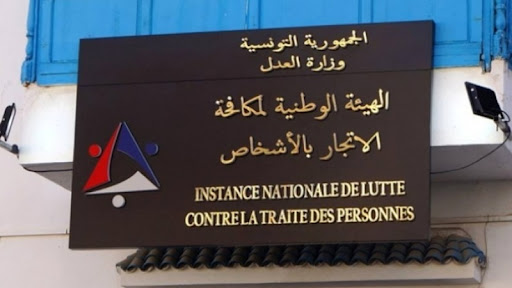 الجمهورية التونسية
وزارة العدل
الهيئة الوطنية لمكافحة
الاتجار بالأشخاص
INSTANCE NATIONALE DE LUTTE
CONTRE LA TRAITE DES PERSONNES